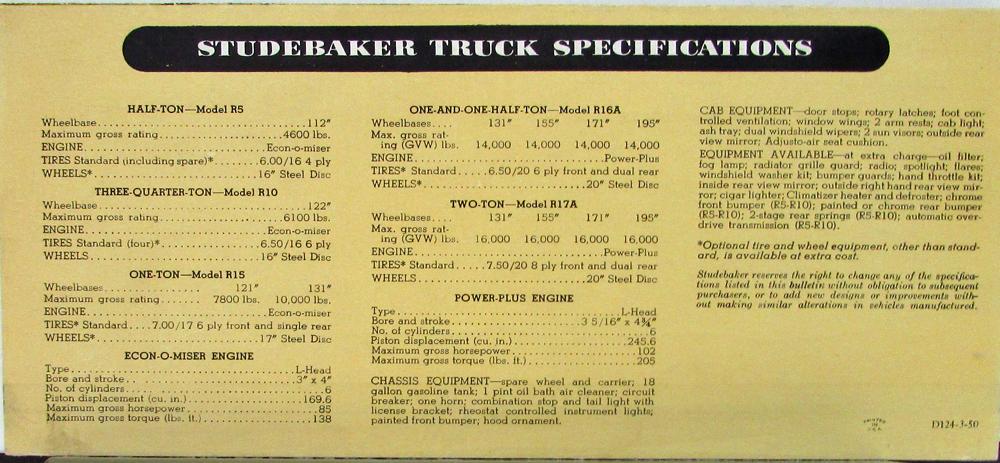 STUDEBAKER TRUCK SPECIFICATIONS
HALF-TON—Model R5
Wheelbase....................................112"
Maximum gross rating........................4600 lbs.
ENGINE................................Econ-o-miser
TIRES Standard (including spare)*.......6.00/16 4 ply
WHEELS*............................16" Steel Disc
THREE-QUARTER-TON—Model R10
Wheelbase....................................122"
Maximum gross rating........................6100 lbs.
ENGINE................................Econ-o-miser
TIRES Standard (four)*................6.50/16 6 ply
WHEELS.............................16" Steel Disc
ONE-TON—Model R15
Wheelbases....................... 121" 131"
Maximum gross rating....... 7800 lbs. 10,000 lbs.
ENGINE................................Econ-o-miser
TIRES* Standard....7.00/17 6 ply front and single rear
WHEELS*............................17" Steel Disc
ECON-O-MISER ENGINE
Type.......................................L-Head
Bore and stroke.............................3" x 4"
No. of cylinders................................6
Piston displacement (cu. in.)................169.6
Maximum gross horsepower.......................85
Maximum gross torque (lbs. ft.)................138
ONE-AND-ONE-HALF-TON—Model R16A
Wheelbases.... 131" 155" 171" 195"
Max. gross rat-
ing (GVW) lbs. 14,000 14,000 14,000 14,000
ENGINE................................Power-Plus
TIRES* Standard....6.50/20 6 ply front and dual rear
WHEELS*............................20" Steel Disc
TWO-TON—Model R17A
Wheelbases.... 131" 155" 171" 195"
Max. gross rat-
ing (GVW) lbs. 16,000 16,000 16,000 16,000
ENGINE................................Power-Plus
TIRES* Standard.....7.50/20 8 ply front and dual rear
WHEELS.............................20" Steel Disc
POWER-PLUS ENGINE
Type.......................................L-Head
Bore and stroke.......................3 5/16" x 4¾"
No. of cylinders................................6
Piston displacement (cu. in.)................245.6
Maximum gross horsepower......................102
Maximum gross torque (lbs. ft.)................205
CHASSIS EQUIPMENT—spare wheel and carrier; 18
gallon gasoline tank; 1 pint oil bath air cleaner; circuit
breaker; one horn; combination stop and tail light with
license bracket; rheostat controlled instrument lights;
painted front bumper; hood ornament.
CAB EQUIPMENT—door stops; rotary latches; foot con-
trolled ventilation; window wings; 2 arm rests; cab light;
ash tray; dual windshield wipers; 2 sun visors; outside rear
view mirror; Adjusto-air seat cushion.
EQUIPMENT AVAILABLE—at extra charge—oil filter;
fog lamp; radiator grille guard; radio; spotlight; flares;
windshield washer kit; bumper guards; hand throttle kit;
inside rear view mirror; outside right hand rear view mir-
ror; cigar lighter; Climatizer heater and defroster; chrome
front bumper (R5-R10); painted or chrome rear bumper
(R5-R10); 2-stage rear springs (R5-R10); automatic over-
drive transmission (R5-R10).
*Optional tire and wheel equipment, other than stand-
ard, is available at extra cost.
Studebaker reserves the right to change any of the specifica-
tions listed in this bulletin without obligation to subsequent
purchasers, or to add new designs or improvements with-
out making similar alterations in vehicles manufactured.
PRINTED
IN
U.S.A.
D124-3-50